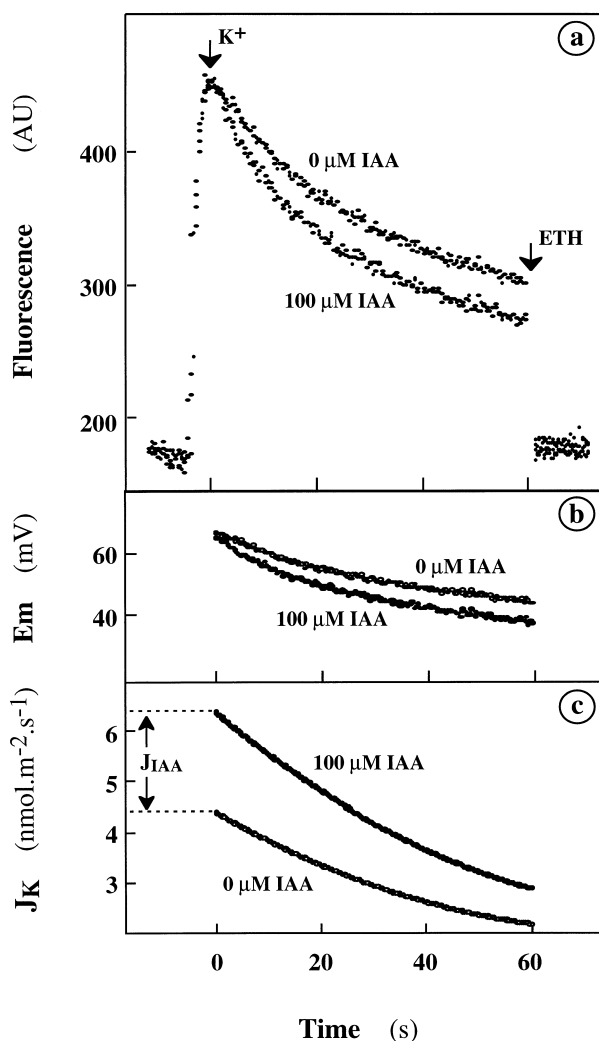 a
K+
400
0 µM IAA
ETH
300
100 µM IAA
200
Fluorescence (AU)
b
60
0 µM IAA
40
100 µM IAA
Em (mV)
c
6
JIAA
100 µM IAA
5
4
3
0 µM IAA
JK (nmol.m-2.s-1)
0 20 40 60
Time (s)